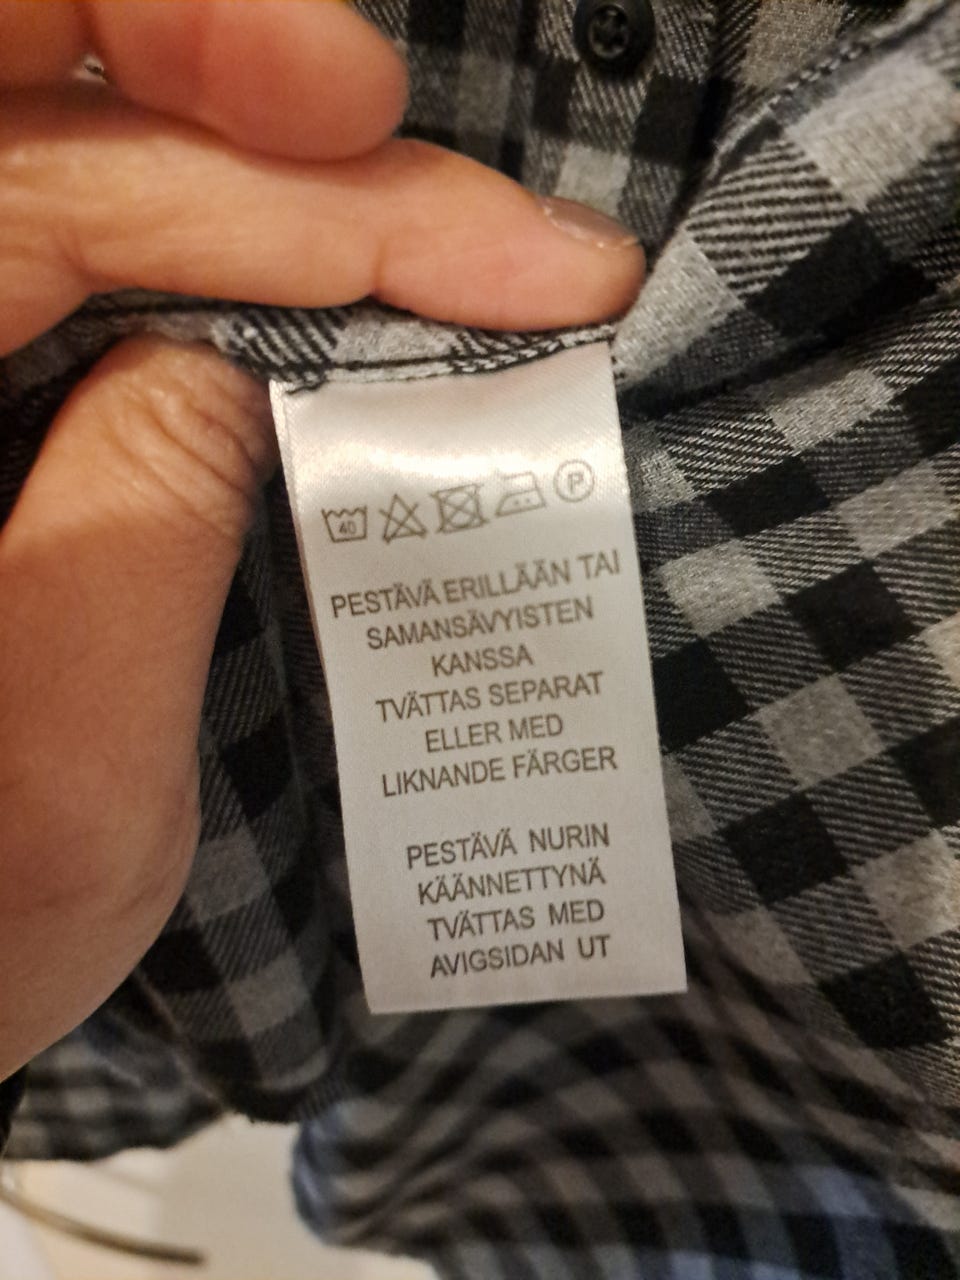 40 P
PESTÄVÄ ERILLÄÄN TAI
SAMANSÄVYISTEN
KANSSA
TVÄTTAS SEPARAT
ELLER MED
LIKNANDE FÄRGER
PESTÄVÄ NURIN
KÄÄNNETTYNÄ
TVÄTTAS MED
AVIGSIDAN UT